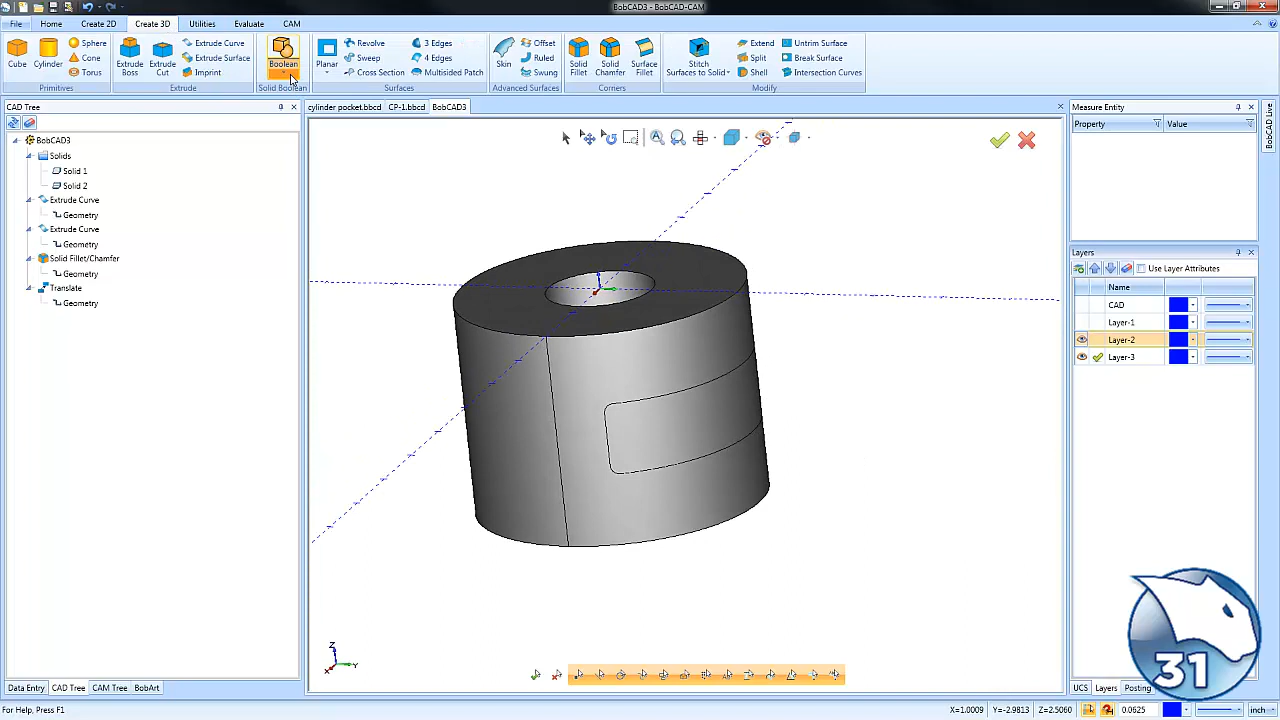 BobCAD3 - BobCAD-CAM
File Home Create 2D Create 3D Utilities Evaluate CAM Help
Cube Cylinder Sphere Cone Torus Extrude Boss Extrude Cut Extrude Curve Extrude Surface Imprint Boolean Planar Revolve Sweep Cross Section 3 Edges 4 Edges Multisided Patch Skin Offset Ruled Swung Solid Fillet Solid Chamfer Surface Fillet Stitch Surfaces to Solid Extend Split Shell Untrim Surface Break Surface Intersection Curves
Primitives Extrude Solid Boolean Surfaces Advanced Surfaces Corners Modify
CAD Tree
BobCAD3
Solids
Solid 1
Solid 2
Extrude Curve
Geometry
Extrude Curve
Geometry
Solid Fillet/Chamfer
Geometry
Translate
Geometry
Data Entry CAD Tree CAM Tree BobArt
cylinder pocket.bbcd CP-1.bbcd BobCAD3
Z
Y
X
Measure Entity
Property Value
BobCAD Live
Layers
Use Layer Attributes
Name
CAD
Layer-1
Layer-2
Layer-3
31
UCS Layers Posting
For Help, Press F1 X=1.0009 Y=-2.9813 Z=2.5060 0.0625 inch